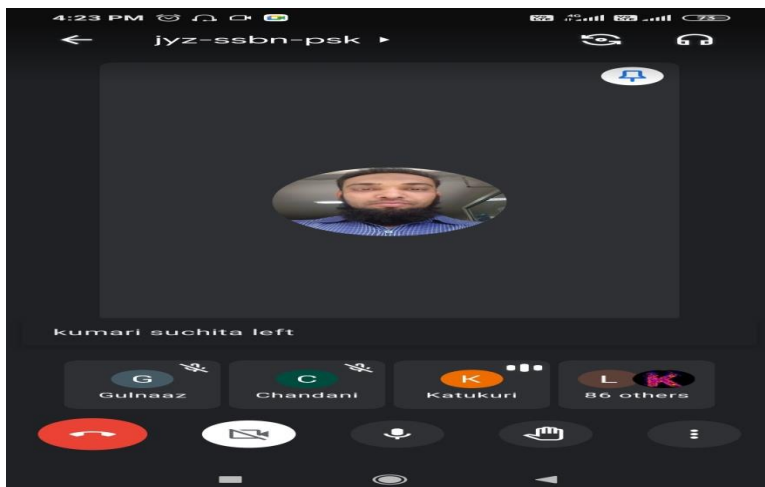 4:23 PM
jyz-ssbn-psk
kumari suchita left
G
C
K
L
Gulnaaz
Chandani
Katukuri
86 others